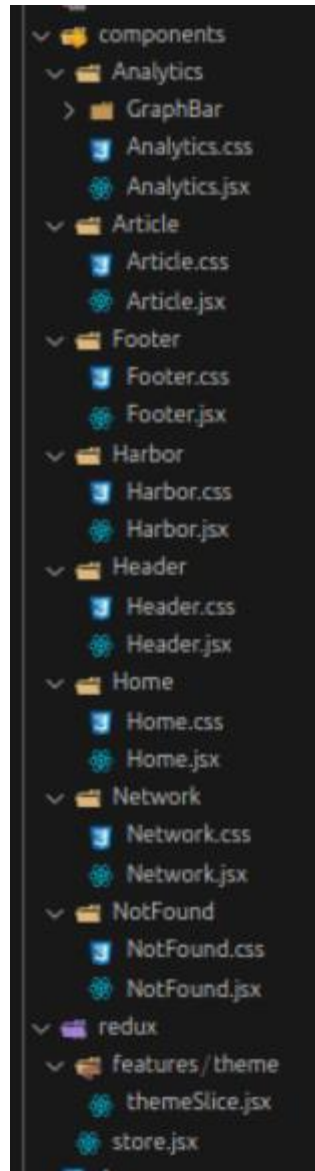 components
Analytics
GraphBar
Analytics.css
Analytics.jsx
Article
Article.css
Article.jsx
Footer
Footer.css
Footer.jsx
Harbor
Harbor.css
Harbor.jsx
Header
Header.css
Header.jsx
Home
Home.css
Home.jsx
Network
Network.css
Network.jsx
NotFound
NotFound.css
NotFound.jsx
redux
features/theme
themeSlice.jsx
store.jsx